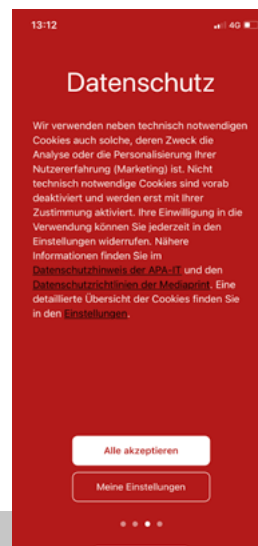 13:12
4G
Datenschutz
Wir verwenden neben technisch notwendigen
Cookies auch solche, deren Zweck die
Analyse oder die Personalisierung Ihrer
Nutzererfahrung (Marketing) ist. Nicht
technisch notwendige Cookies sind vorab
deaktiviert und werden erst mit Ihrer
Zustimmung aktiviert. Ihre Einwilligung in die
Verwendung können Sie jederzeit in den
Einstellungen widerrufen. Nähere
Informationen finden Sie im
Datenschutzhinweis der APA-IT und den
Datenschutzrichtlinien der Mediaprint. Eine
detaillierte Übersicht der Cookies finden Sie
in den Einstellungen.
Alle akzeptieren
Meine Einstellungen